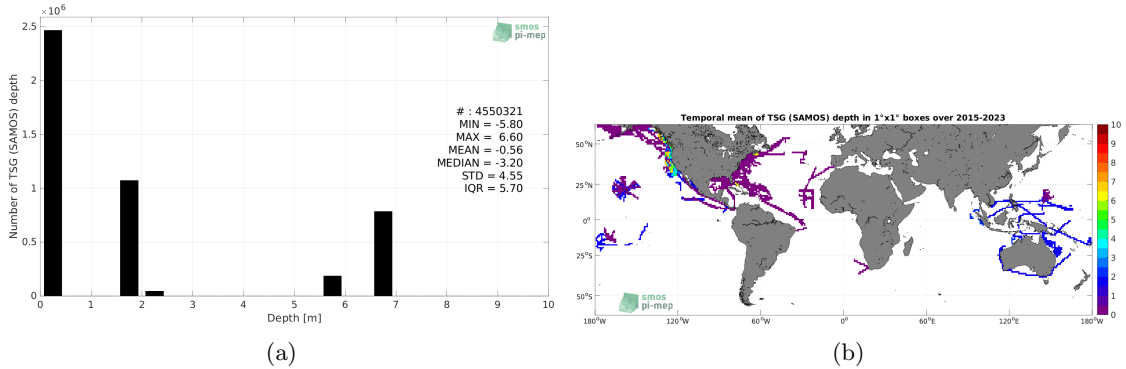 ×10⁶
smos
pi-mep
2.5
2
1.5
1
0.5
0
Number of TSG (SAMOS) depth
# : 4550321
MIN = -5.80
MAX = 6.60
MEAN = -0.56
MEDIAN = -3.20
STD = 4.55
IQR = 5.70
0 1 2 3 4 5 6 7 8 9 10
Depth [m]
(a)
Temporal mean of TSG (SAMOS) depth in 1°x1° boxes over 2015-2023
50°N
25°N
0°
25°S
50°S
smos
pi-mep
180°W 120°W 60°W 0° 60°E 120°E 180°E
10
9
8
7
6
5
4
3
2
1
0
(b)